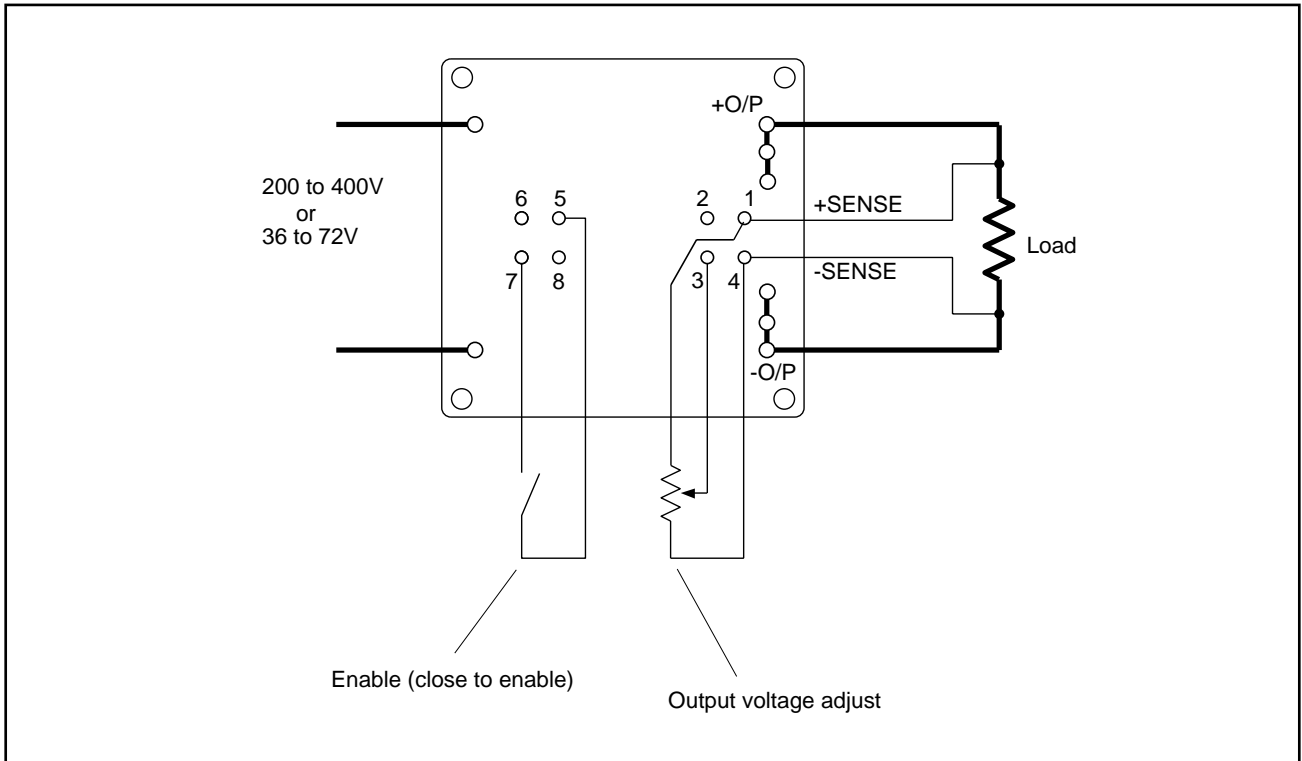 +O/P
200 to 400V
or
36 to 72V
6 5
2 1
+SENSE
7 8
3 4
-SENSE
Load
-O/P
Enable (close to enable)
Output voltage adjust